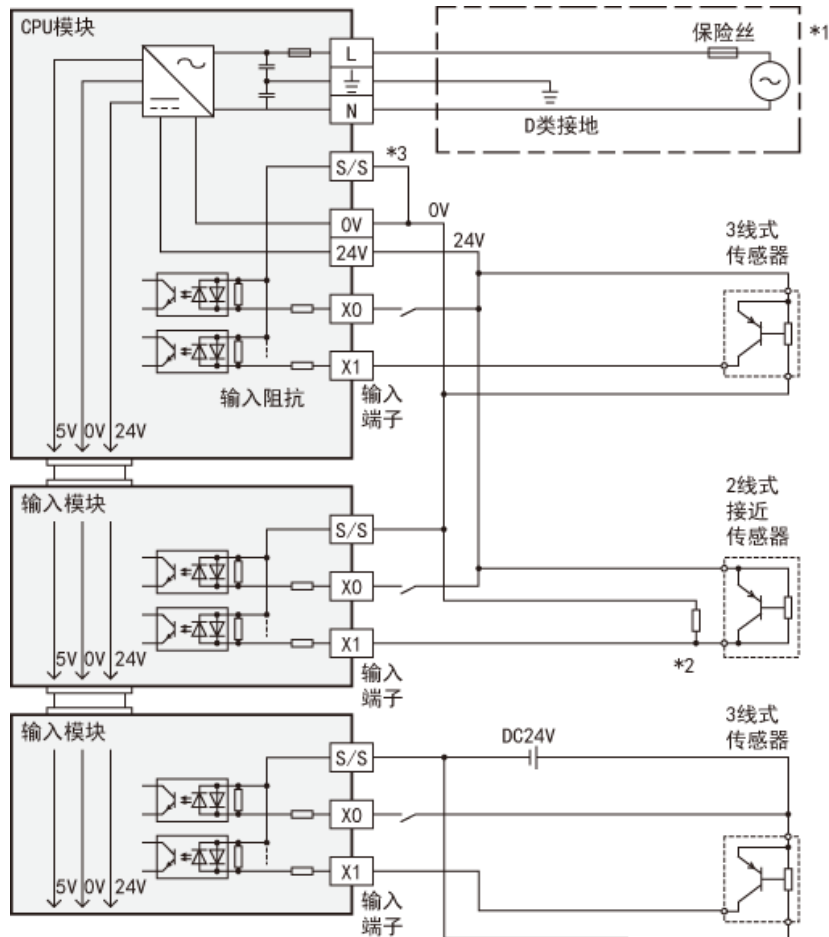 CPU模块
保险丝
*1
L
N
D类接地
S/S
*3
0V
0V
24V
24V
3线式
传感器
X0
X1
输入阻抗
输入
端子
5V 0V 24V
输入模块
2线式
接近
传感器
S/S
X0
X1
*2
5V 0V 24V
输入
端子
输入模块
3线式
传感器
DC24V
S/S
X0
X1
5V 0V 24V
输入
端子